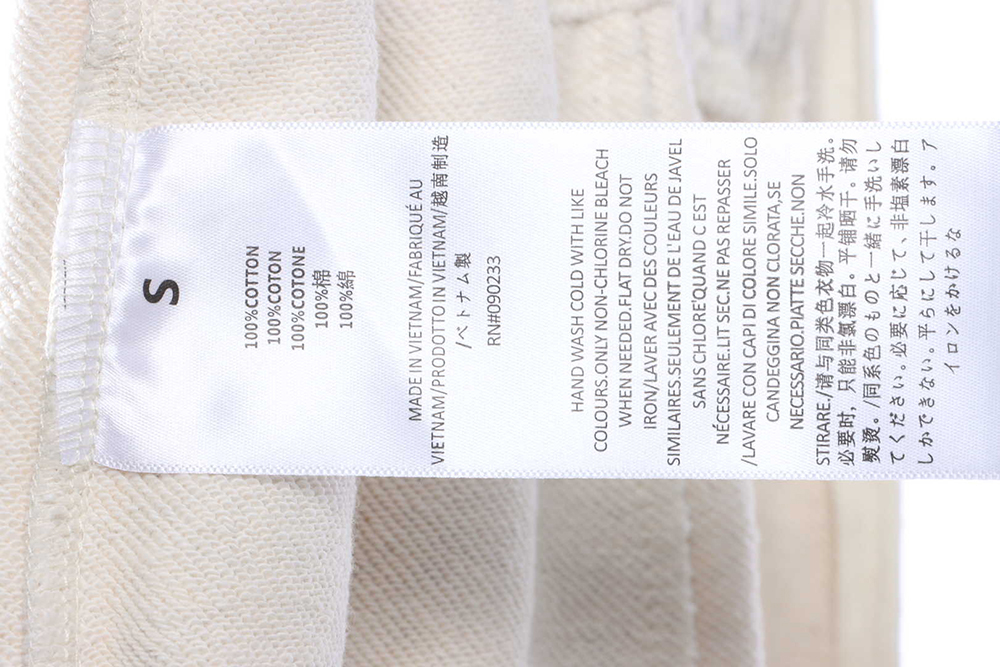 S
100%COTTON
100%COTON
100%COTONE
100%棉
100%綿
MADE IN VIETNAM/FABRIQUÉ AU
VIETNAM/PRODOTTO IN VIETNAM/越南制造
/ベトナム製
RN#090233
HAND WASH COLD WITH LIKE
COLOURS.ONLY NON-CHLORINE BLEACH
WHEN NEEDED.FLAT DRY.DO NOT
IRON/LAVER AVEC DES COULEURS
SIMILAIRES.SEULEMENT DE L'EAU DE JAVEL
SANS CHLORE'QUAND C EST
NÉCESSAIRE.LIT SEC.NE PAS REPASSER
/LAVARE CON CAPI DI COLORE SIMILE.SOLO
CANDEGGINA NON CLORATA,SE
NECESSARIO.PIATTE SECCHE.NON
STIRARE./请与同类色衣物一起冷水手洗。
必要时，只能非氯漂白。平铺晒干。请勿
熨烫。/同系色のものと一緒に手洗いし
てください。必要に応じて、非塩素漂白
しかできない。平らにして干します。ア
イロンをかけるな